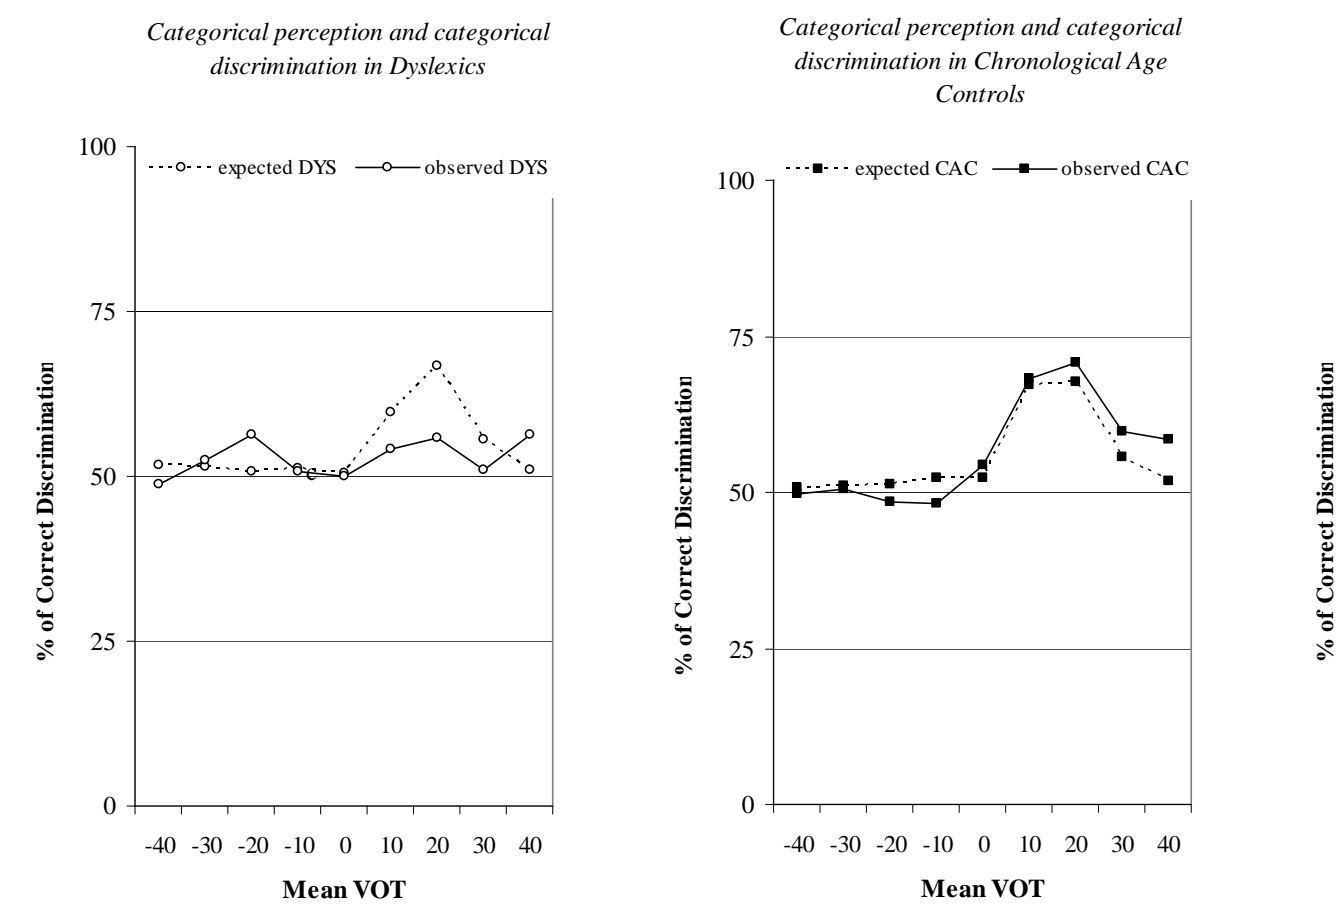 Categorical perception and categorical
discrimination in Dyslexics
100
75
50
25
0
expected DYS
observed DYS
% of Correct Discrimination
-40 -30 -20 -10 0 10 20 30 40
Mean VOT
Categorical perception and categorical
discrimination in Chronological Age
Controls
100
75
50
25
0
expected CAC
observed CAC
% of Correct Discrimination
-40 -30 -20 -10 0 10 20 30 40
Mean VOT
% of Correct Discrimination